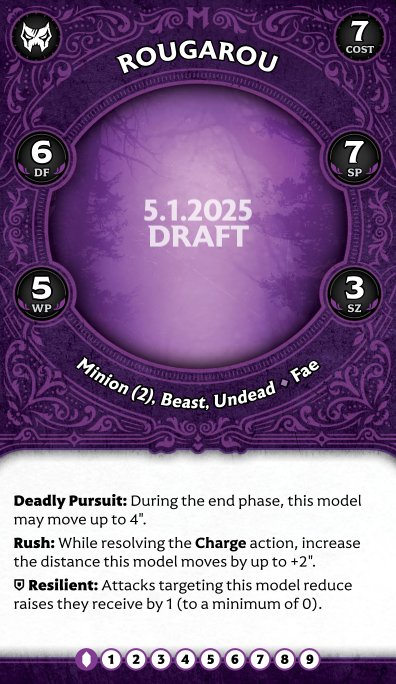 7
COST
ROUGAROU
6
DF
7
SP
5.1.2025
DRAFT
5
WP
3
SZ
Minion (2), Beast, Undead ◆ Fae
Deadly Pursuit: During the end phase, this model
may move up to 4".
Rush: While resolving the Charge action, increase
the distance this model moves by up to +2".
Resilient: Attacks targeting this model reduce
raises they receive by 1 (to a minimum of 0).
1 2 3 4 5 6 7 8 9